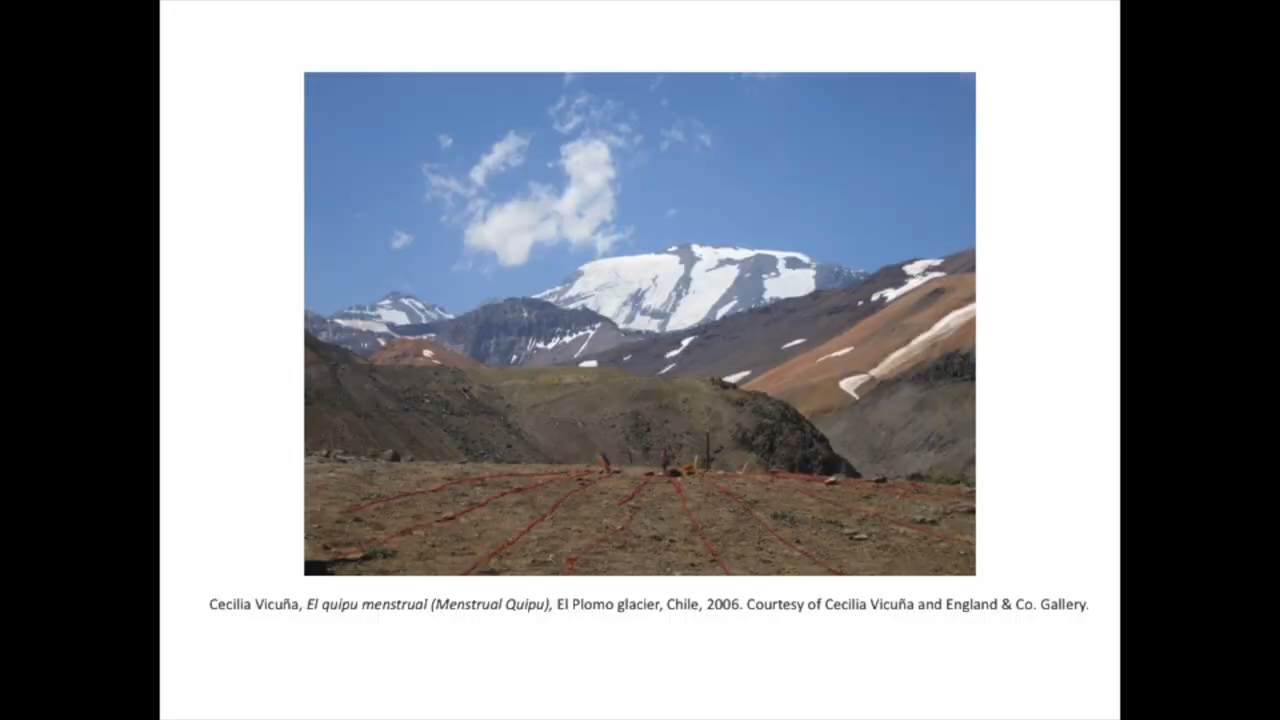 Cecilia Vicuña, El quipu menstrual (Menstrual Quipu), El Plomo glacier, Chile, 2006. Courtesy of Cecilia Vicuña and England & Co. Gallery.